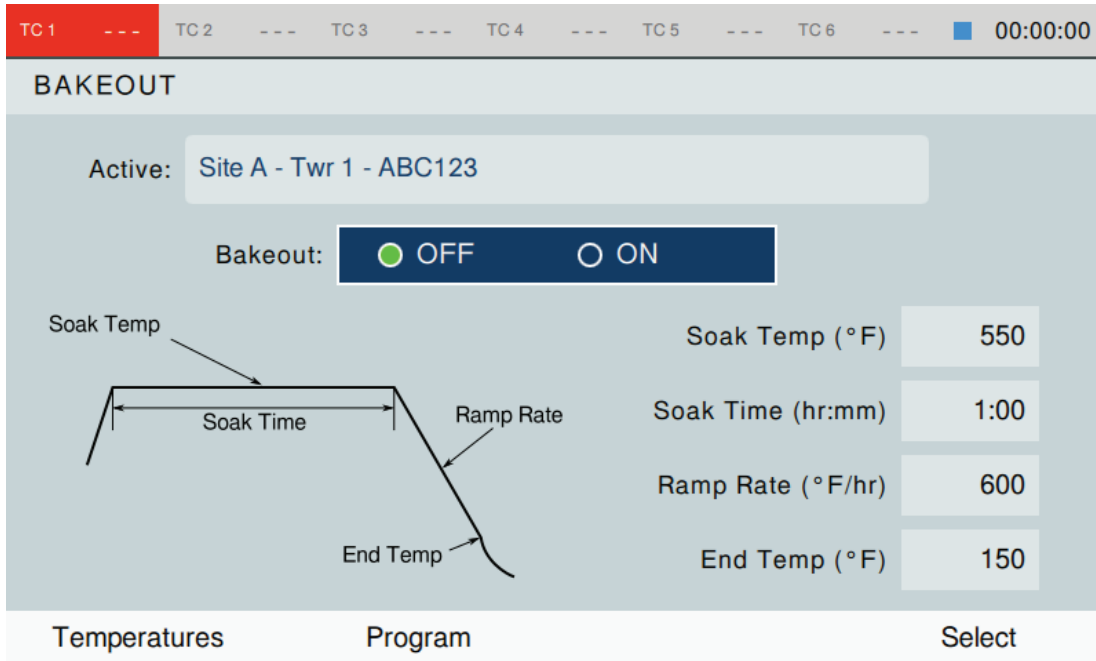 TC 1 --- TC 2 --- TC 3 --- TC 4 --- TC 5 --- TC 6 --- 00:00:00
BAKEOUT
Active: Site A - Twr 1 - ABC123
Bakeout: OFF ON
Soak Temp
Soak Time
Ramp Rate
End Temp
Soak Temp (°F) 550
Soak Time (hr:mm) 1:00
Ramp Rate (°F/hr) 600
End Temp (°F) 150
Temperatures Program Select